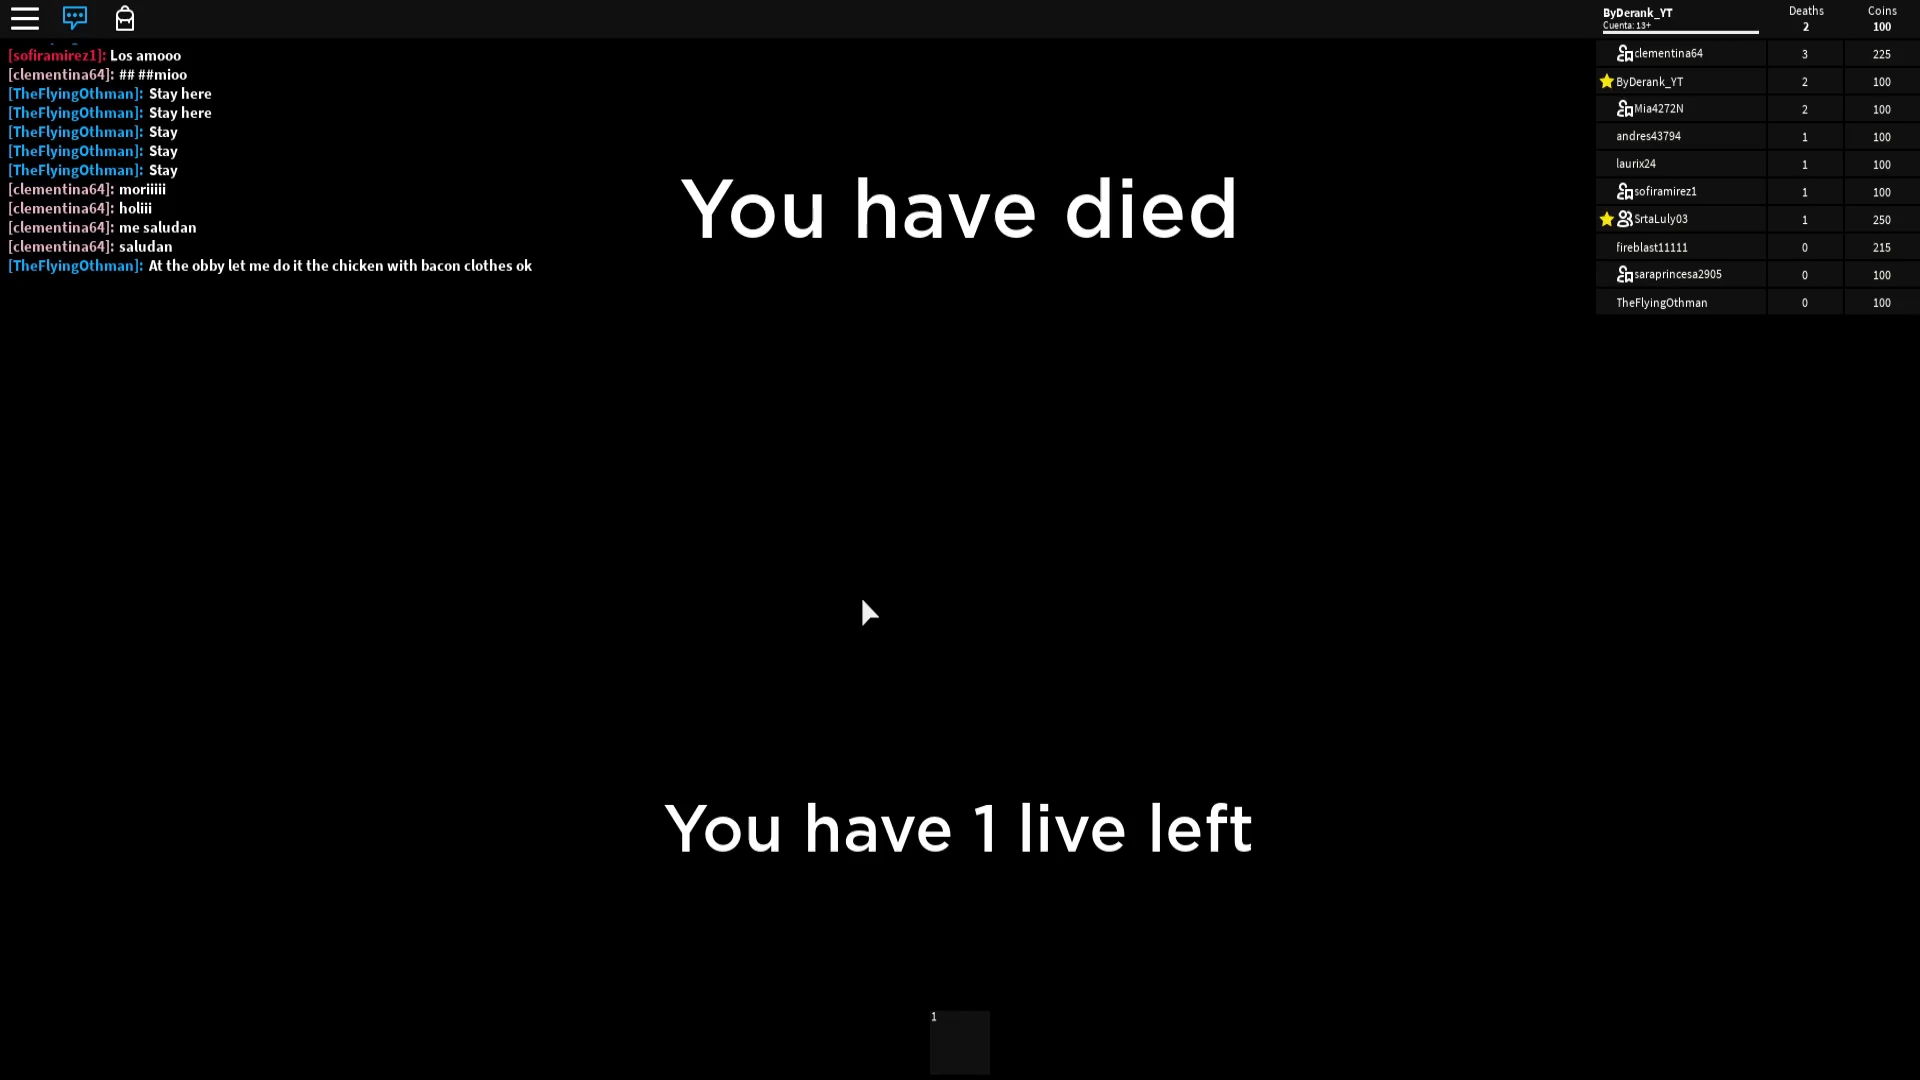 ByDerank_YT Deaths Coins
Cuenta: 13+ 2 100
[sofiramirez1]: Los amooo
[clementina64]: ## ##mioo
[TheFlyingOthman]: Stay here
[TheFlyingOthman]: Stay here
[TheFlyingOthman]: Stay
[TheFlyingOthman]: Stay
[TheFlyingOthman]: Stay
[clementina64]: moriiiii
[clementina64]: holiii
[clementina64]: me saludan
[clementina64]: saludan
[TheFlyingOthman]: At the obby let me do it the chicken with bacon clothes ok
clementina64 3 225
ByDerank_YT 2 100
Mia4272N 2 100
andres43794 1 100
laurix24 1 100
sofiramirez1 1 100
SrtaLuly03 1 250
fireblast11111 0 215
saraprincesa2905 0 100
TheFlyingOthman 0 100
You have died
You have 1 live left
1